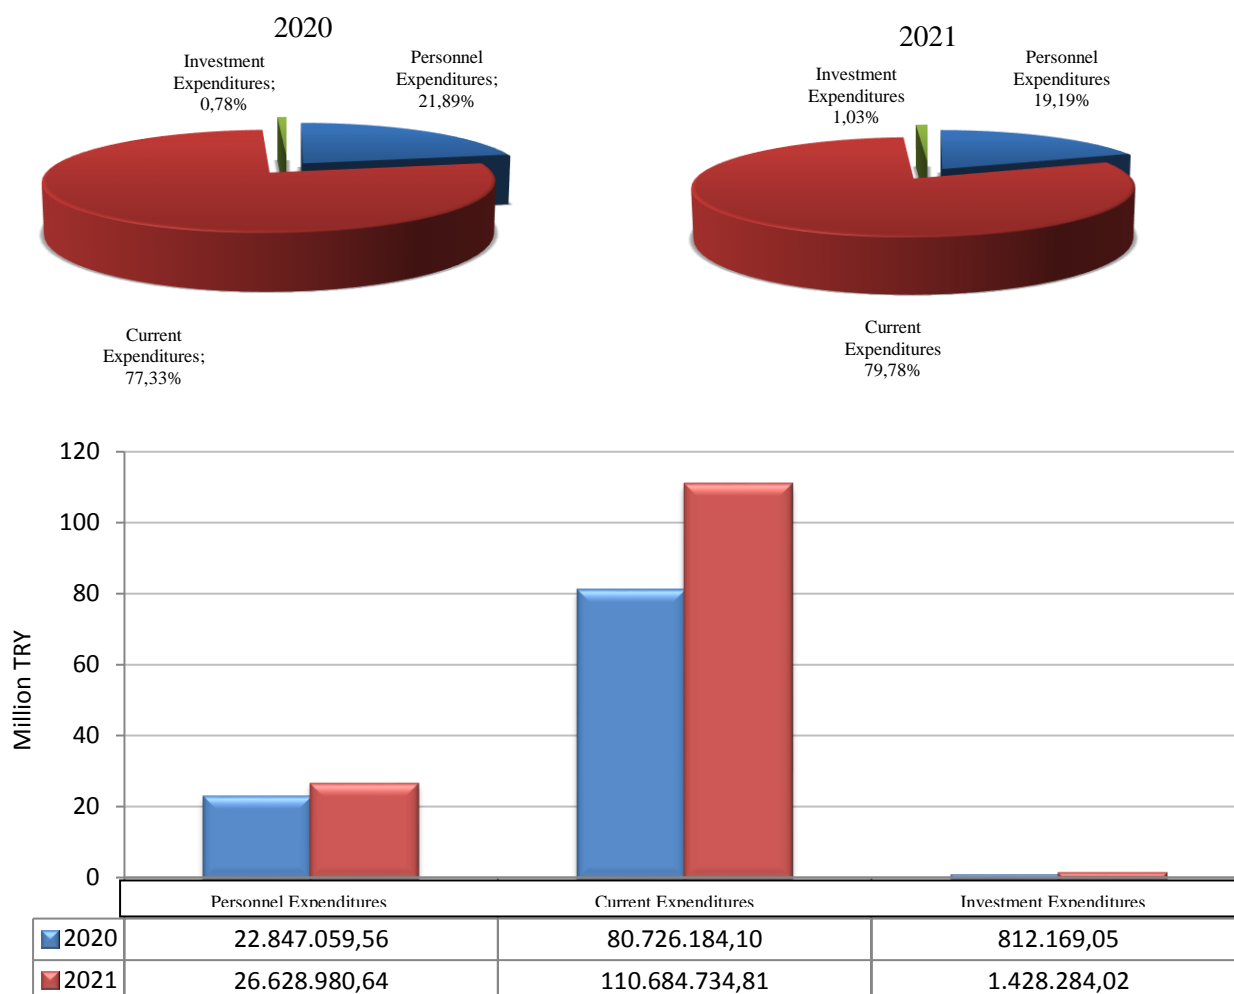 2020
Investment
Expenditures;
0,78%
Personnel
Expenditures;
21,89%
Current
Expenditures;
77,33%
2021
Investment
Expenditures
1,03%
Personnel
Expenditures
19,19%
Current
Expenditures
79,78%
Million TRY
120
100
80
60
40
20
0
Personnel Expenditures Current Expenditures Investment Expenditures
2020 22.847.059,56 80.726.184,10 812.169,05
2021 26.628.980,64 110.684.734,81 1.428.284,02